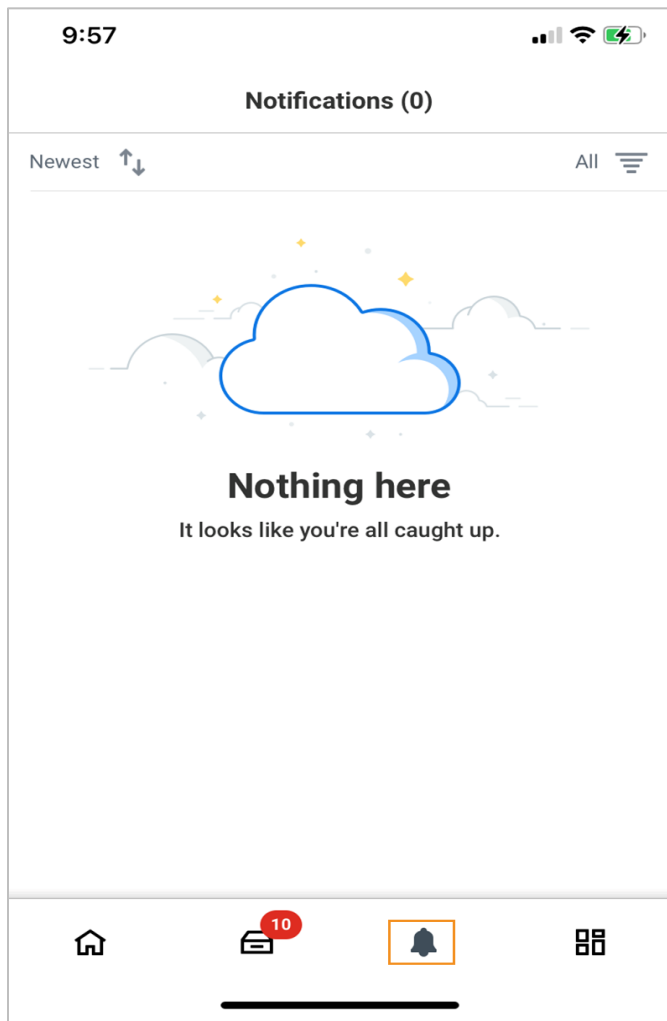 9:57
Notifications (0)
Newest All
Nothing here
It looks like you're all caught up.
10